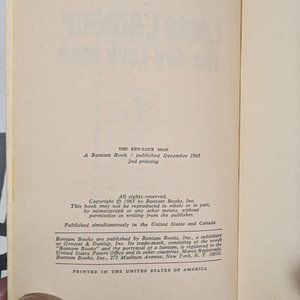 THE KEY-LOCK MAN
A Bantam Book / published December 1965
2nd printing
All rights reserved.
Copyright © 1965 by Bantam Books, Inc.
This book may not be reproduced in whole or in part,
by mimeograph or any other means, without
permission in writing from the publisher.
Published simultaneously in the United States and Canada
Bantam Books are published by Bantam Books, Inc., a subsidiary
of Grosset & Dunlap, Inc. Its trade-mark, consisting of the words
"Bantam Books" and the portrayal of a bantam, is registered in the
United States Patent Office and in other countries. Marca Registrada.
Bantam Books, Inc., 271 Madison Avenue, New York, N. Y. 10016.
PRINTED IN THE UNITED STATES OF AMERICA